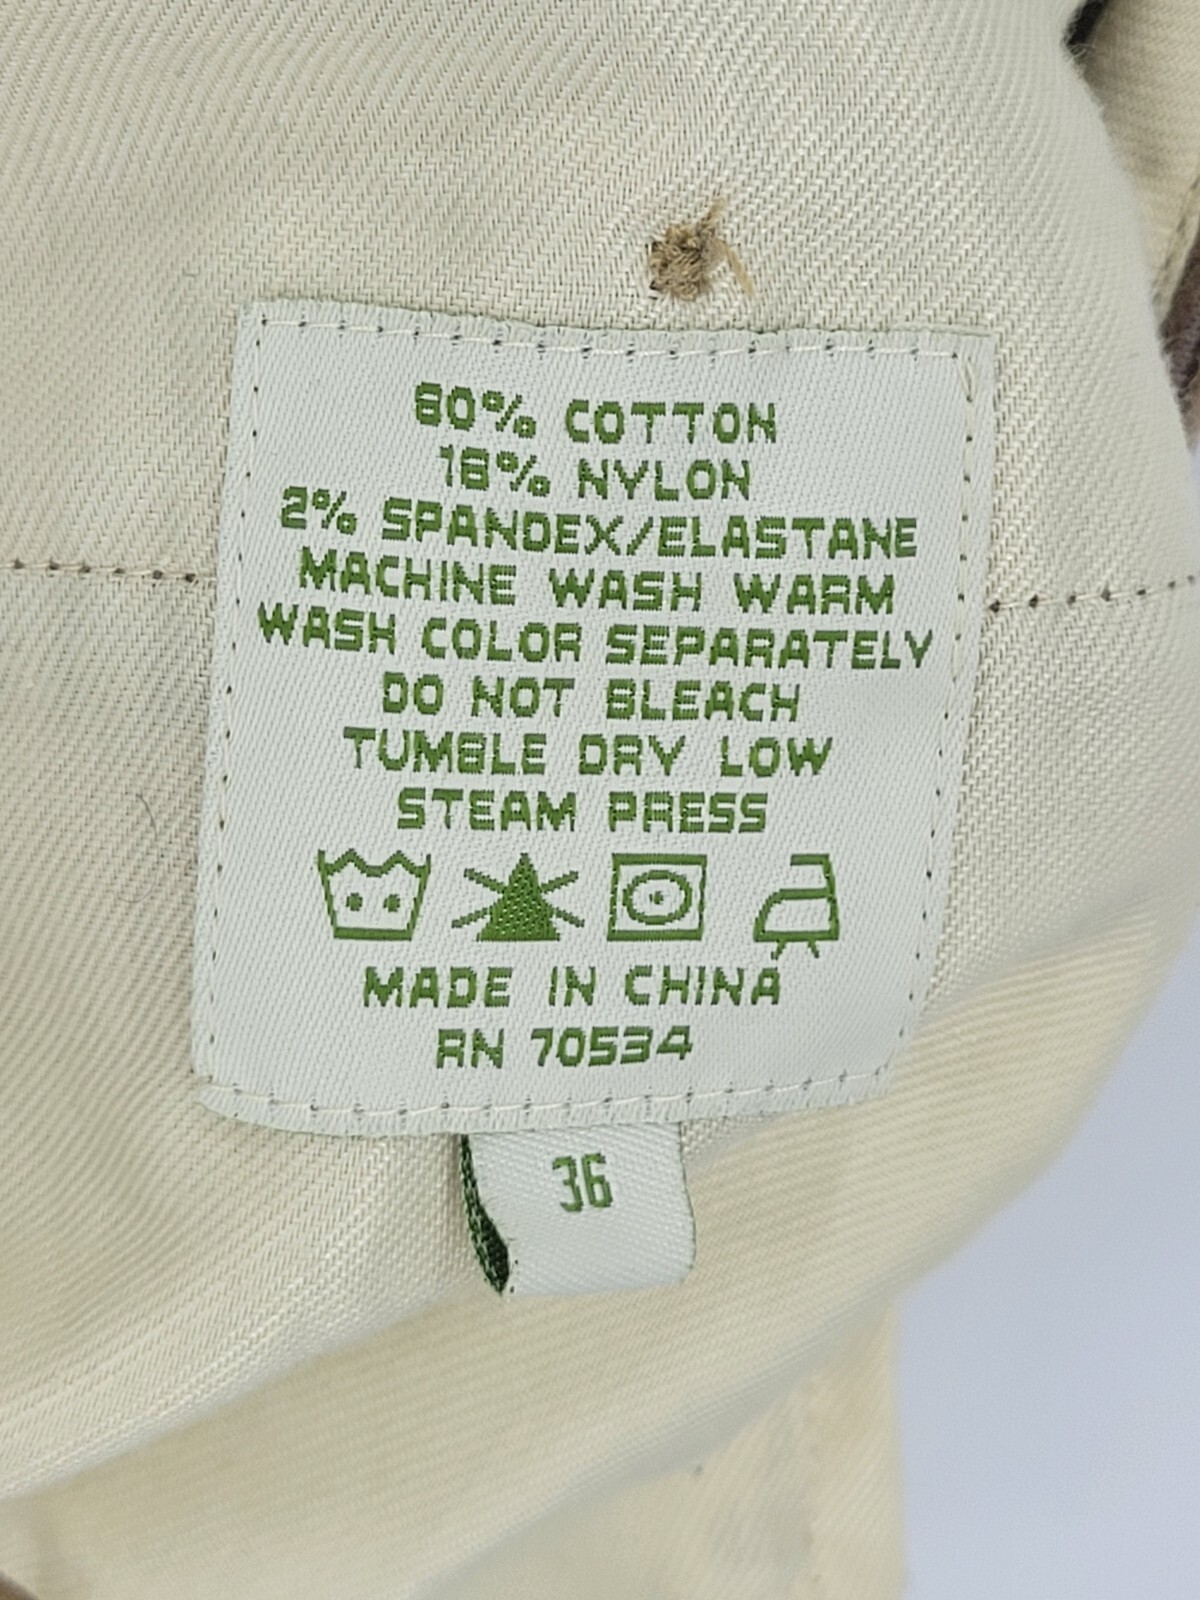 80% COTTON
18% NYLON
2% SPANDEX/ELASTANE
MACHINE WASH WARM
WASH COLOR SEPARATELY
DO NOT BLEACH
TUMBLE DRY LOW
STEAM PRESS
MADE IN CHINA
RN 70534
36